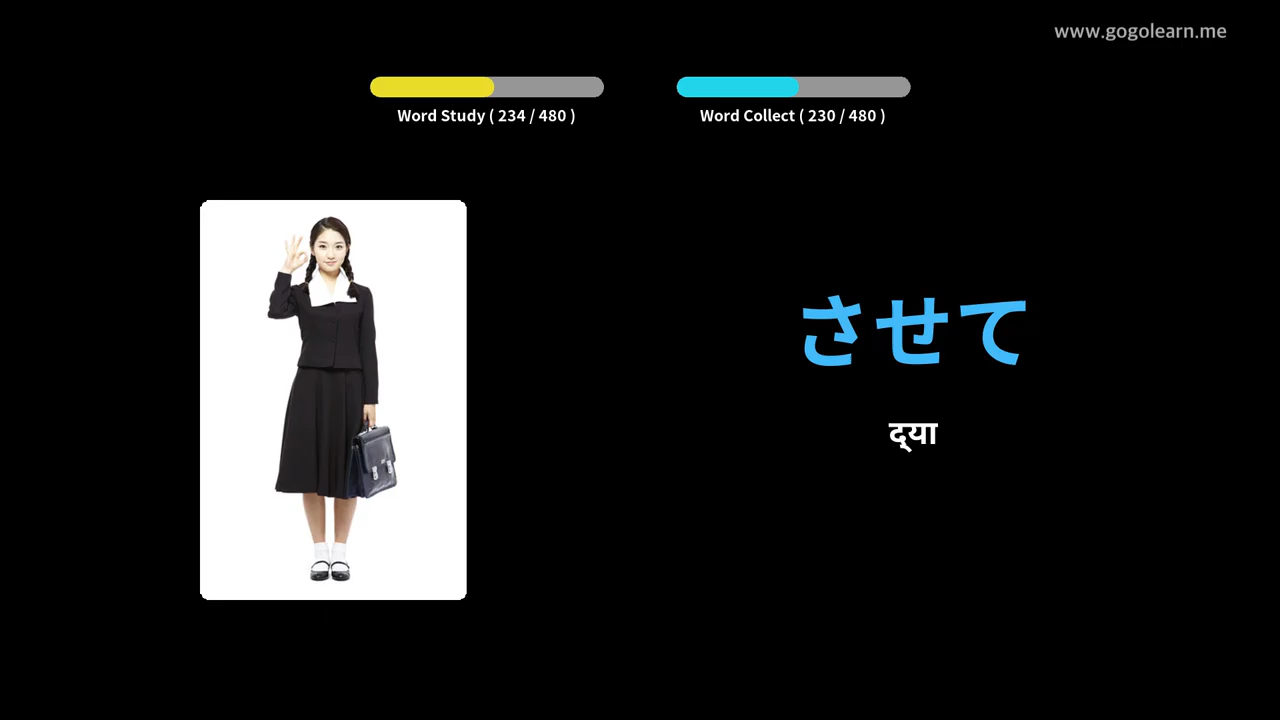 www.gogolearn.me
Word Study ( 234 / 480 )
Word Collect ( 230 / 480 )
させて
द्या